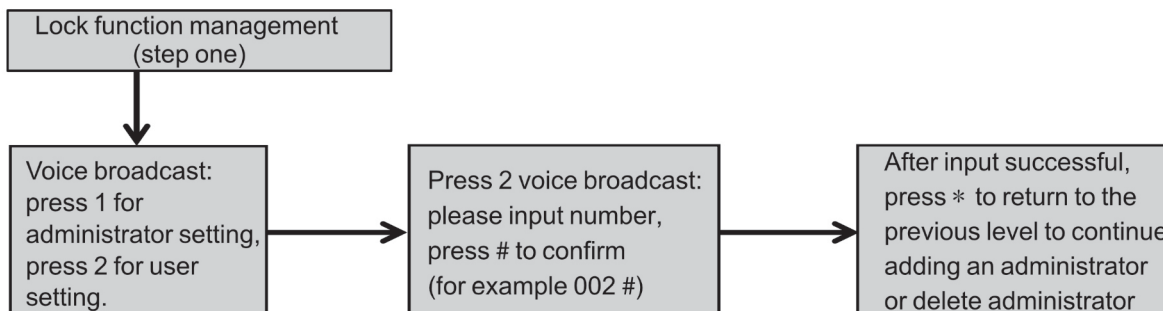 Lock function management
(step one)
Voice broadcast:
press 1 for
administrator setting,
press 2 for user
setting.
Press 2 voice broadcast:
please input number,
press # to confirm
(for example 002 #)
After input successful,
press * to return to the
previous level to continue
adding an administrator
or delete administrator